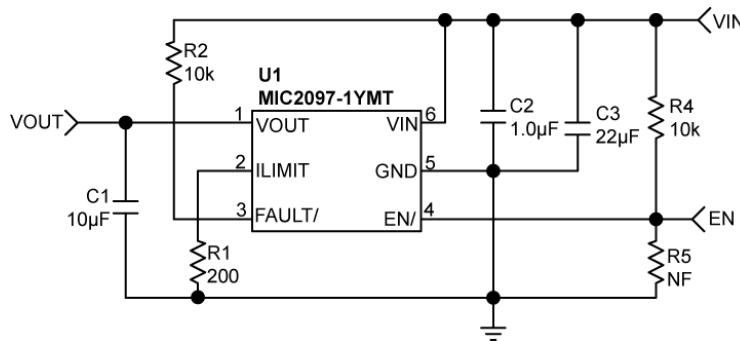 VIN
R2
10k
U1
MIC2097-1YMT
VOUT
1
VOUT
VIN
6
C2
1.0µF
C3
22µF
R4
10k
2
ILIMIT
GND
5
C1
10µF
3
FAULT/
EN/
4
EN
R1
200
R5
NF